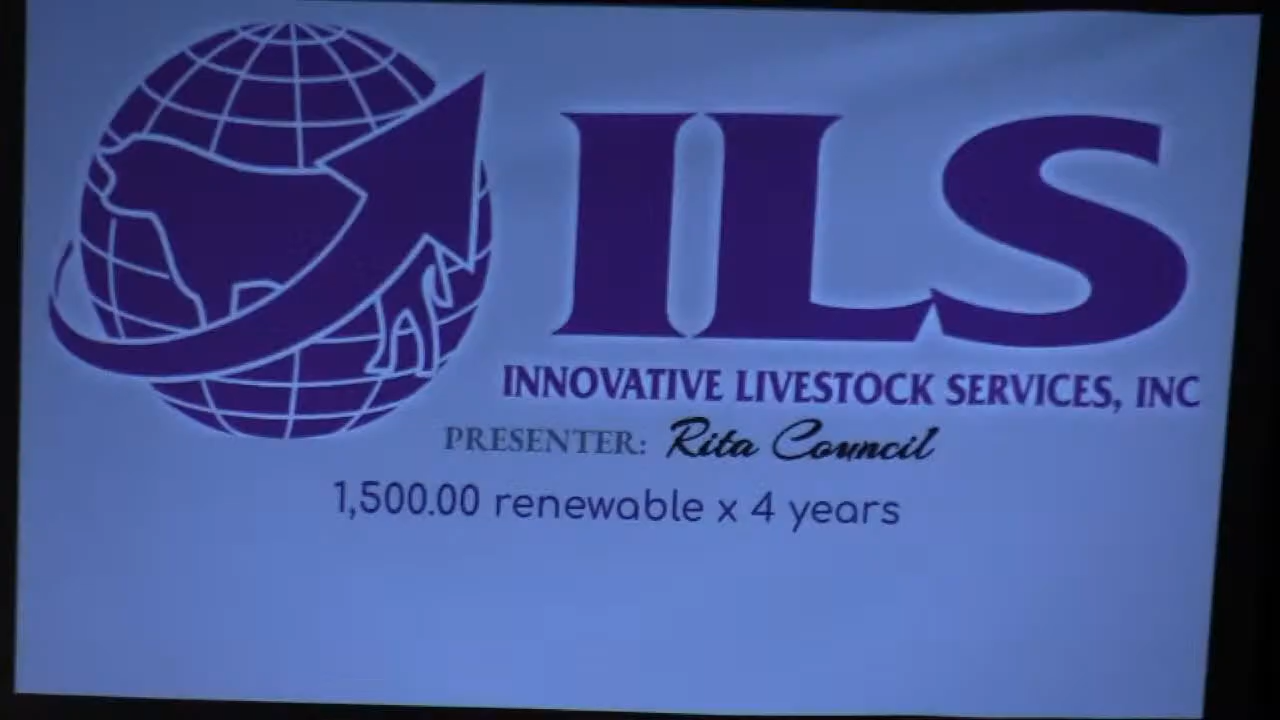 ILS
INNOVATIVE LIVESTOCK SERVICES, INC
PRESENTER: Rita Council
1,500.00 renewable x 4 years